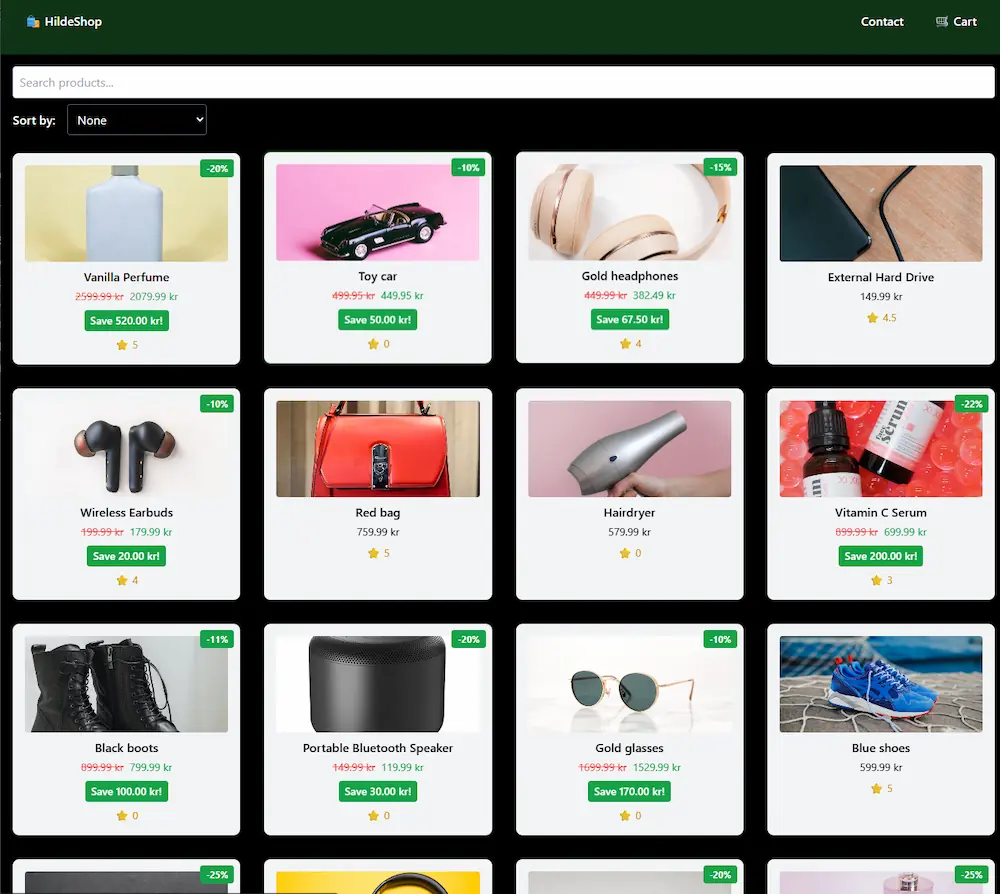 HildeShop
Contact
Cart
Search products...
Sort by:
None
-20%
Vanilla Perfume
2599.99 kr 2079.99 kr
Save 520.00 kr!
5
-10%
Toy car
499.95 kr 449.95 kr
Save 50.00 kr!
0
-15%
Gold headphones
449.99 kr 382.49 kr
Save 67.50 kr!
4
External Hard Drive
149.99 kr
4.5
-10%
Wireless Earbuds
199.99 kr 179.99 kr
Save 20.00 kr!
4
Red bag
759.99 kr
5
Hairdryer
579.99 kr
0
-22%
Serum
Vitamin C Serum
899.99 kr 699.99 kr
Save 200.00 kr!
3
-11%
Black boots
899.99 kr 799.99 kr
Save 100.00 kr!
0
-20%
Portable Bluetooth Speaker
149.99 kr 119.99 kr
Save 30.00 kr!
0
-10%
Gold glasses
1699.99 kr 1529.99 kr
Save 170.00 kr!
0
Blue shoes
599.99 kr
5
-25%
-20%
-25%